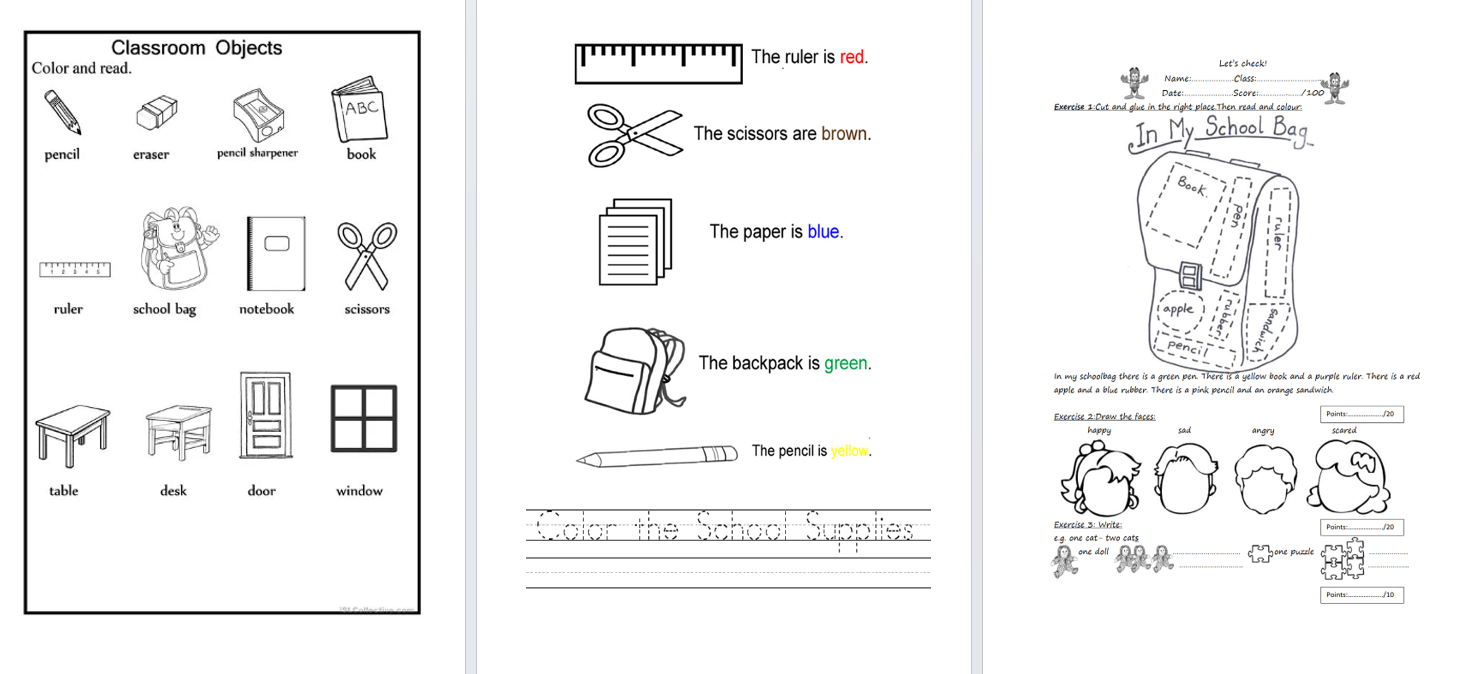 Classroom Objects
Color and read.
pencil
eraser
pencil sharpener
ABC
book
1 2 3 4 5
ruler
school bag
notebook
scissors
table
desk
door
window
The ruler is red.
The scissors are brown.
The paper is blue.
The backpack is green.
The pencil is yellow.
Color the School Supplies
Let's check!
Name:....................Class:..........................
Date:......................Score:.................../100
Exercise 1:Cut and glue in the right place.Then read and colour:
In My School Bag
Book
pen
ruler
apple
rubber
sandwich
pencil
In my schoolbag there is a green pen. There is a yellow book and a purple ruler. There is a red
apple and a blue rubber. There is a pink pencil and an orange sandwich.
Exercise 2:Draw the faces:
Points:..................../20
happy
sad
angry
scared
Exercise 3: Write:
Points:..................../20
e.g. one cat- two cats
one doll
one puzzle
Points:..................../10